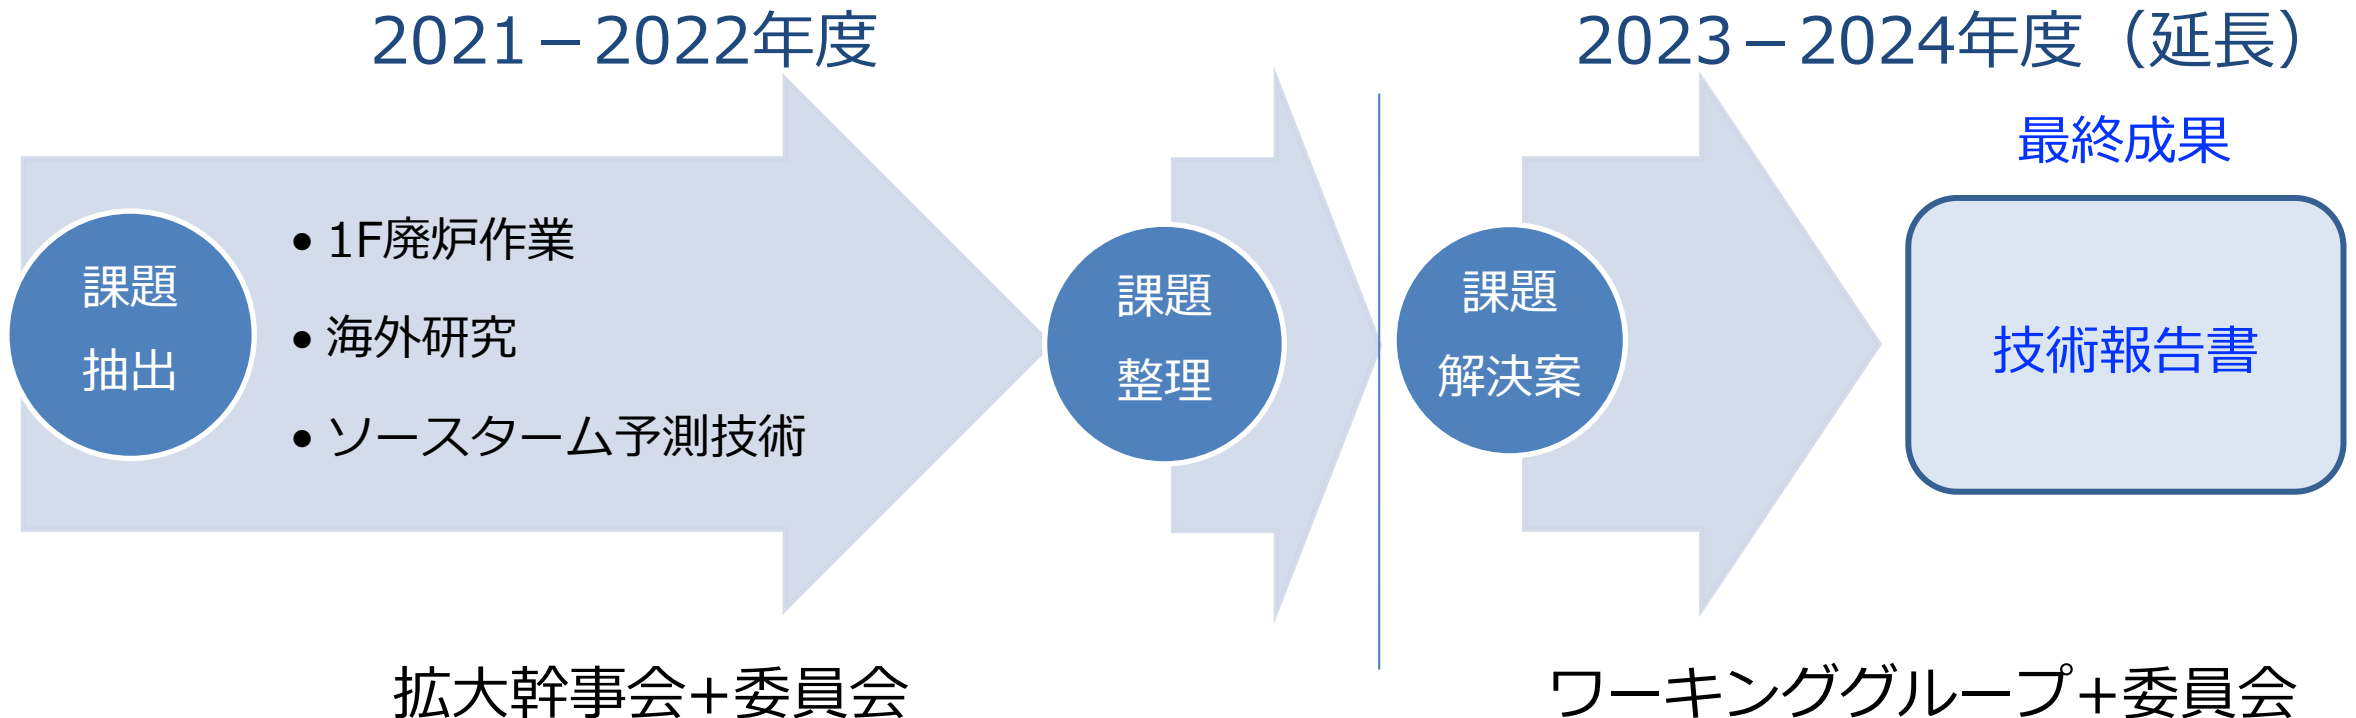 2021－2022年度
2023－2024年度（延長）
最終成果
課題
抽出
• 1F廃炉作業
• 海外研究
• ソースターム予測技術
課題
整理
課題
解決案
技術報告書
拡大幹事会+委員会
ワーキンググループ+委員会